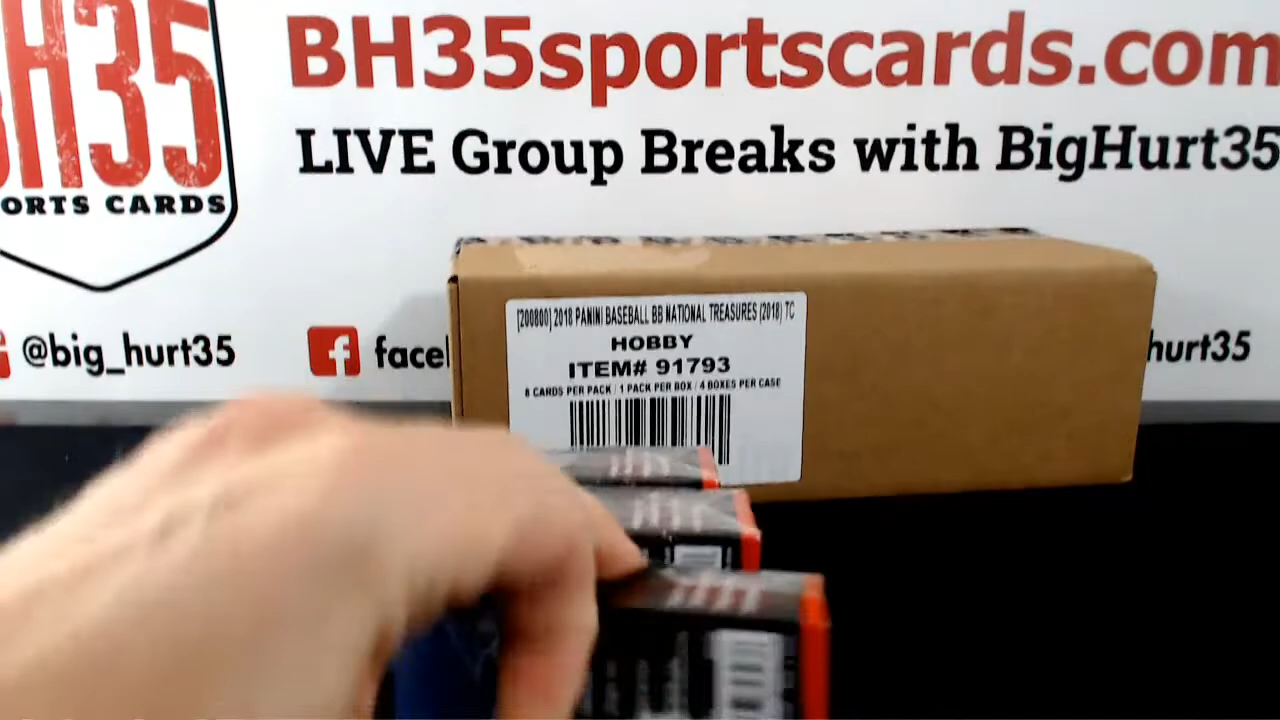 BH35
ORTS CARDS
BH35sportscards.com
LIVE Group Breaks with BigHurt35
@big_hurt35
f
facel
hurt35
[200800] 2018 PANINI BASEBALL BB NATIONAL TREASURES (2018) TC
HOBBY
ITEM# 91793
8 CARDS PER PACK / 1 PACK PER BOX / 4 BOXES PER CASE